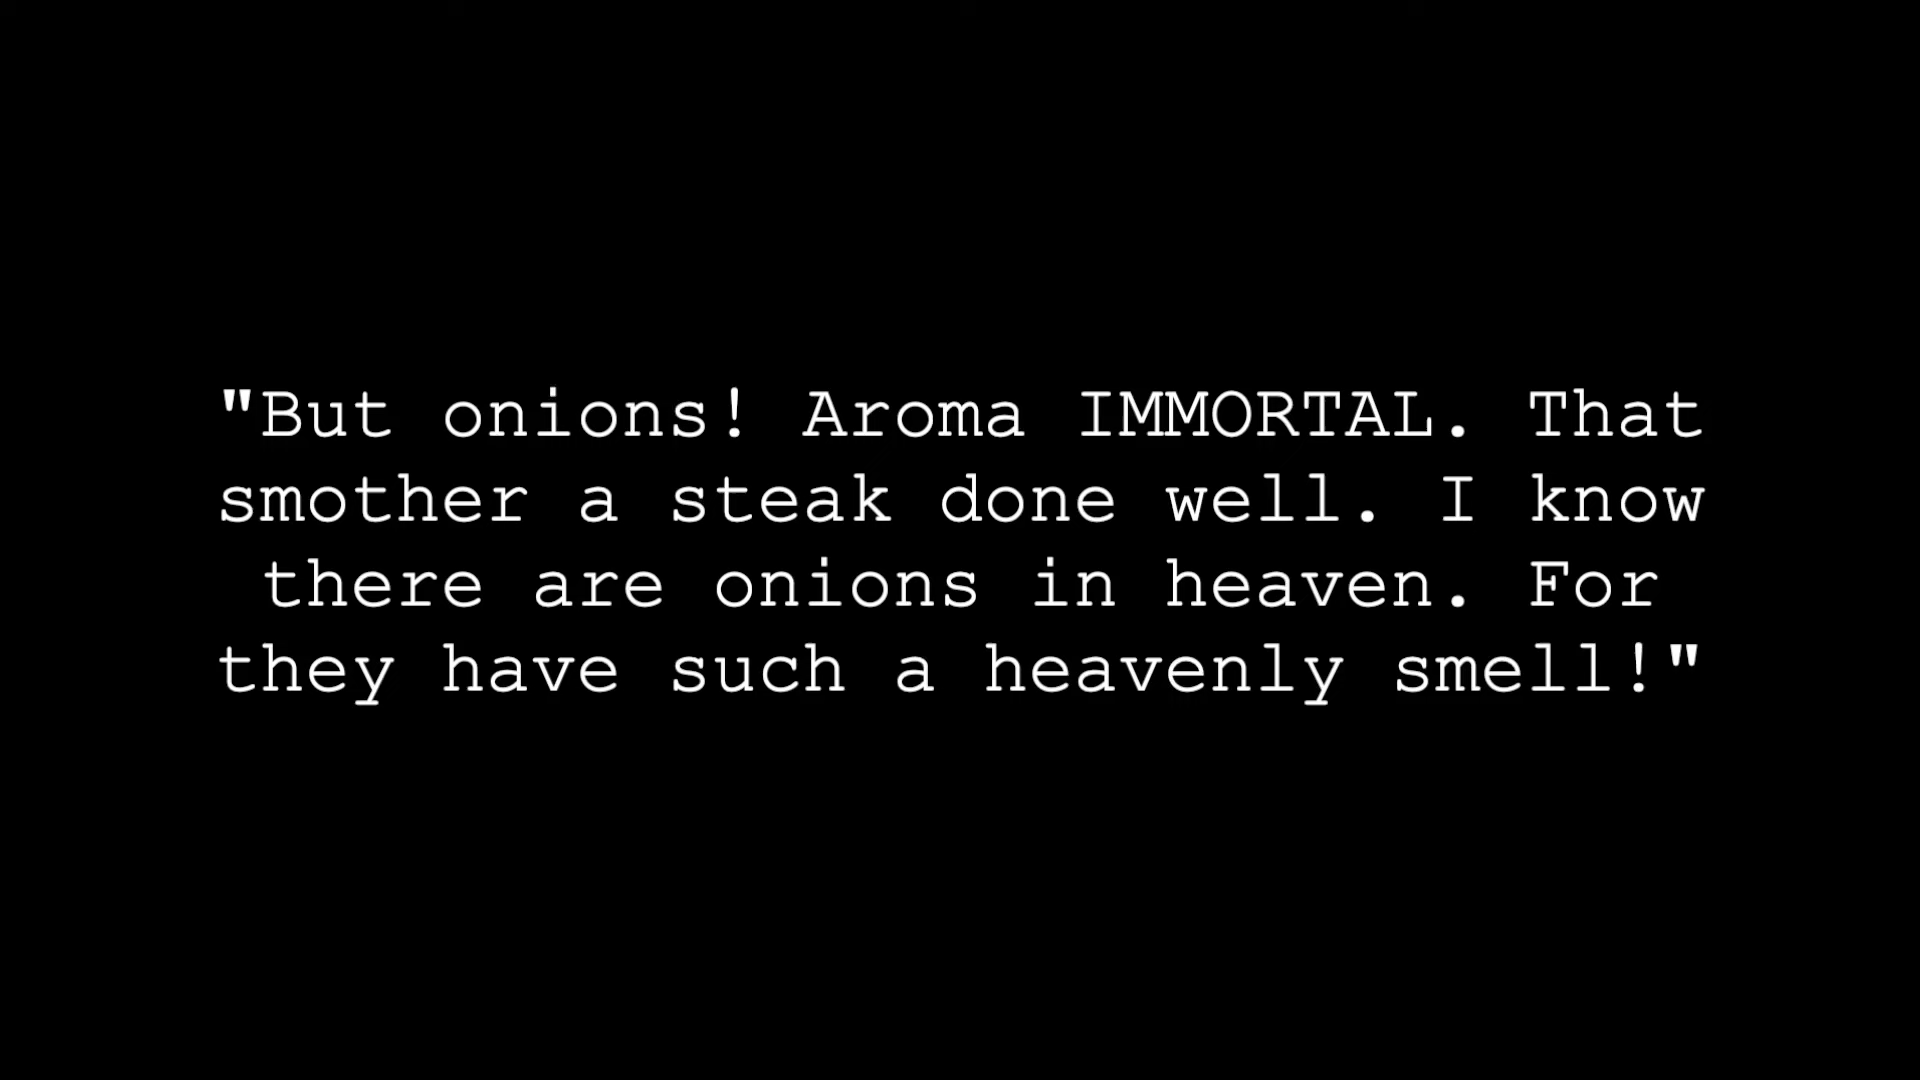 "But onions! Aroma IMMORTAL. That
smother a steak done well. I know
there are onions in heaven. For
they have such a heavenly smell!"